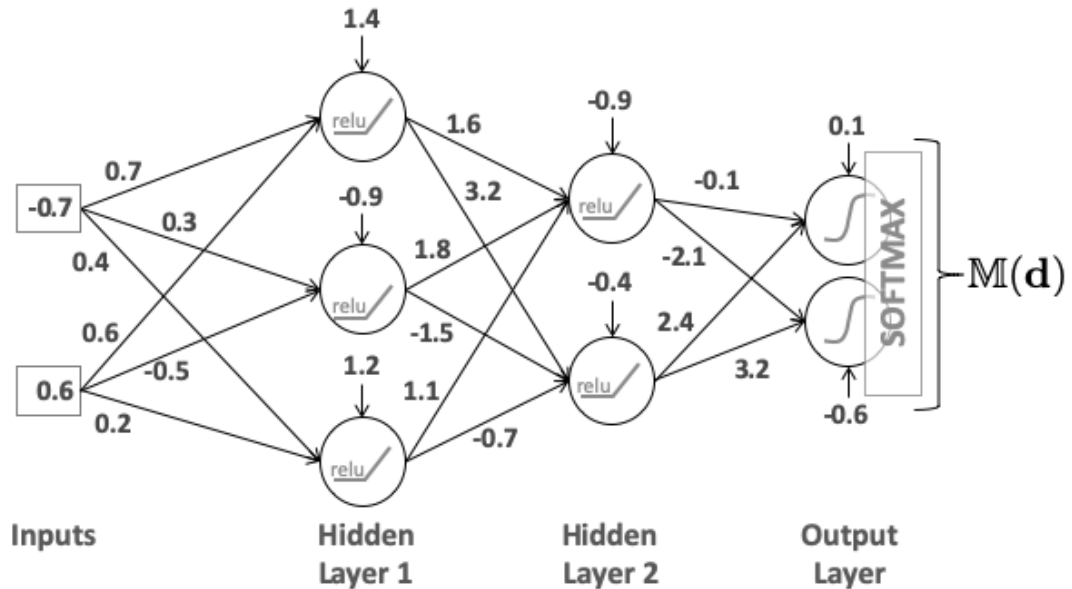 1.4
relu
0.7
-0.7
0.3
0.4
-0.9
relu
0.6
0.6
-0.5
0.2
1.2
relu
1.6
3.2
1.8
-1.5
1.1
-0.7
-0.9
relu
-0.4
relu
-0.1
-2.1
2.4
3.2
0.1
-0.6
SOFTMAX
𝕄(𝐝)
Inputs
Hidden
Layer 1
Hidden
Layer 2
Output
Layer